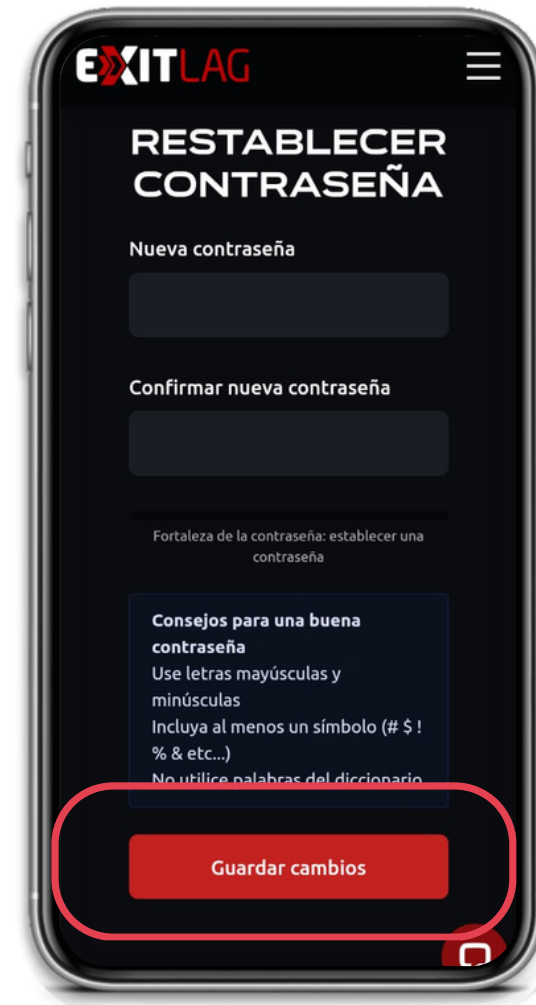 EXITLAG
RESTABLECER
CONTRASEÑA
Nueva contraseña
Confirmar nueva contraseña
Fortaleza de la contraseña: establecer una
contraseña
Consejos para una buena
contraseña
Use letras mayúsculas y
minúsculas
Incluya al menos un símbolo (# $ !
% & etc...)
No utilice palabras del diccionario
Guardar cambios